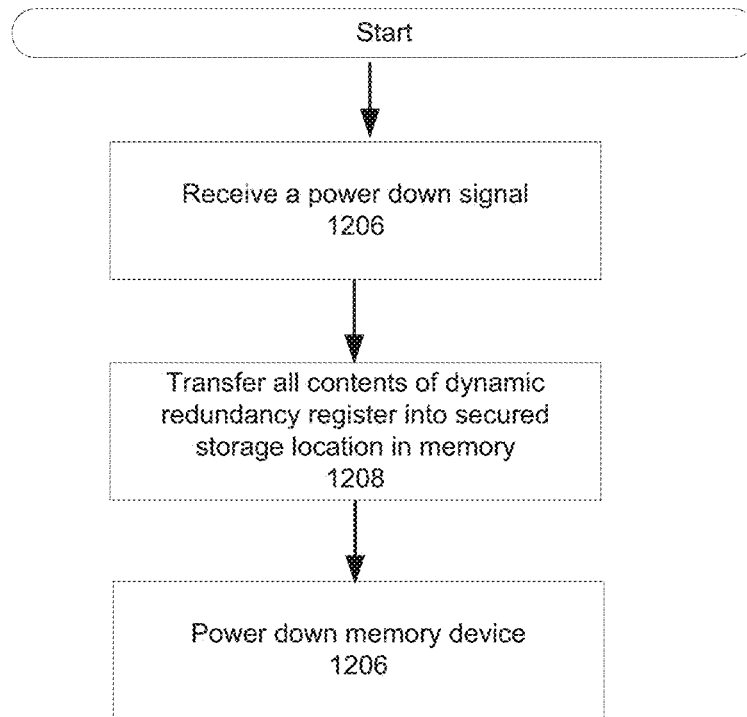 Start
Receive a power down signal
1206
Transfer all contents of dynamic
redundancy register into secured
storage location in memory
1208
Power down memory device
1206